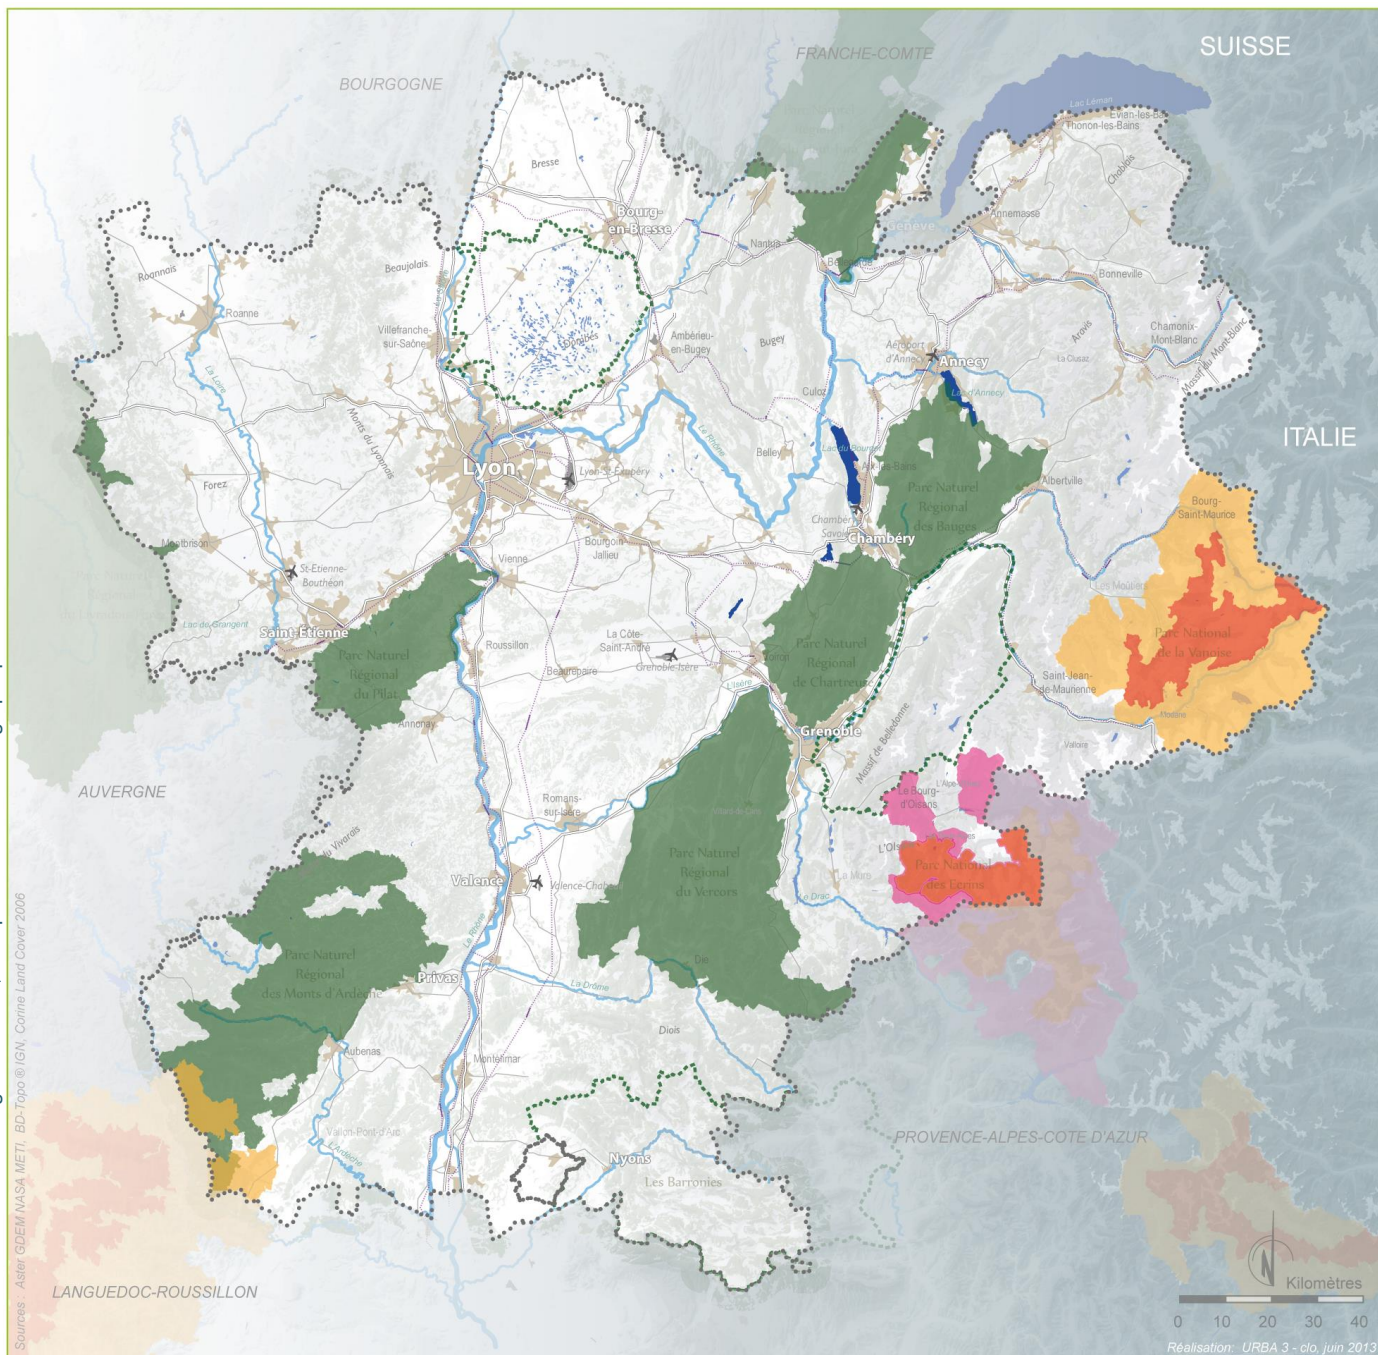 SUISSE
FRANCHE-COMTE
BOURGOGNE
Lac Léman
Evian-les-Ba
Thonon-les-Bains
Chablais
Bresse
Bourg-
en-Bresse
Annemasse
Genève
Nantua
Roannais
Beaujolais
Bonneville
Roanne
Villefranche-
sur-Saône
Dombes
Ambérieu-
en-Bugey
Bugey
Aéroport
d'Annecy
Annecy
Aravis
La Clusaz
Chamonix-
Mont-Blanc
Massif du Mont-Blanc
La Loire
Culoz
Lac d'Annecy
Monts du Lyonnais
Le Rhône
ITALIE
Lyon
Lyon-St-Exupéry
Belley
Lac du Bourget
Aix-les-Bains
Albertville
Forez
Parc Naturel
Régional
des Bauges
Bourg-
Saint-Maurice
Montbrison
Bourgoin-
Jallieu
Chambéry
Savoie
Chambéry
St-Etienne-
Bouthéon
Vienne
Lac de Grangent
Saint-Étienne
Parc National
de la Vanoise
Parc Naturel
Régional
du Pilat
Roussillon
La Côte-
Saint-André
Grenoble-Isère
Voiron
Parc Naturel
Régional
de Chartreuse
Beaurepaire
L'Isère
Saint-Jean-
de-Maurienne
Modane
Annonay
Grenoble
Massif de Belledonne
Valloire
AUVERGNE
Romans-
sur-Isère
Le Bourg-
d'Oisans
du Vivarais
Parc Naturel
Régional
du Vercors
La Mure
Parc National
des Ecrins
Valence
Valence-Chabe
Le Drac
Le Rhône
Parc Naturel
Régional
des Monts d'Ardèche
Privas
Die
La Drôme
Diois
Aubenas
Montélimar
Vallon-Pont-d'Arc
L'Ardèche
PROVENCE-ALPES-COTE D'AZUR
Nyons
Les Barronies
LANGUEDOC-ROUSSILLON
N
Kilomètres
0 10 20 30 40
Réalisation: URBA 3 - clo, juin 2013
Sources : Aster GDEM NASA METI, BD-Topo ® IGN, Corine Land Cover 2006